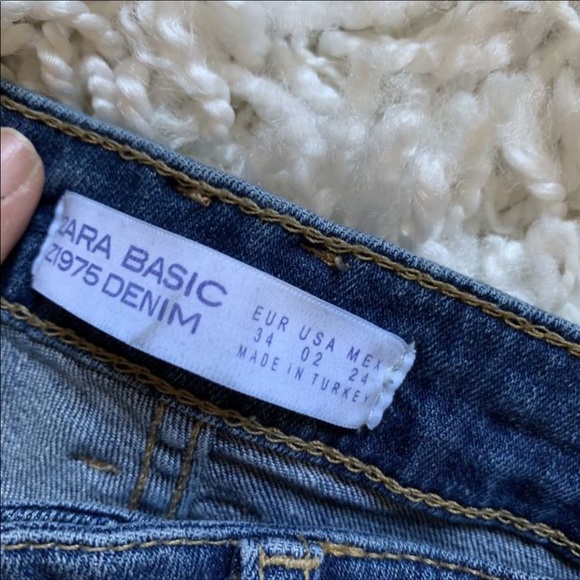 ZARA BASIC
Z1975 DENIM
EUR USA MEX
34 02 24
MADE IN TURKEY